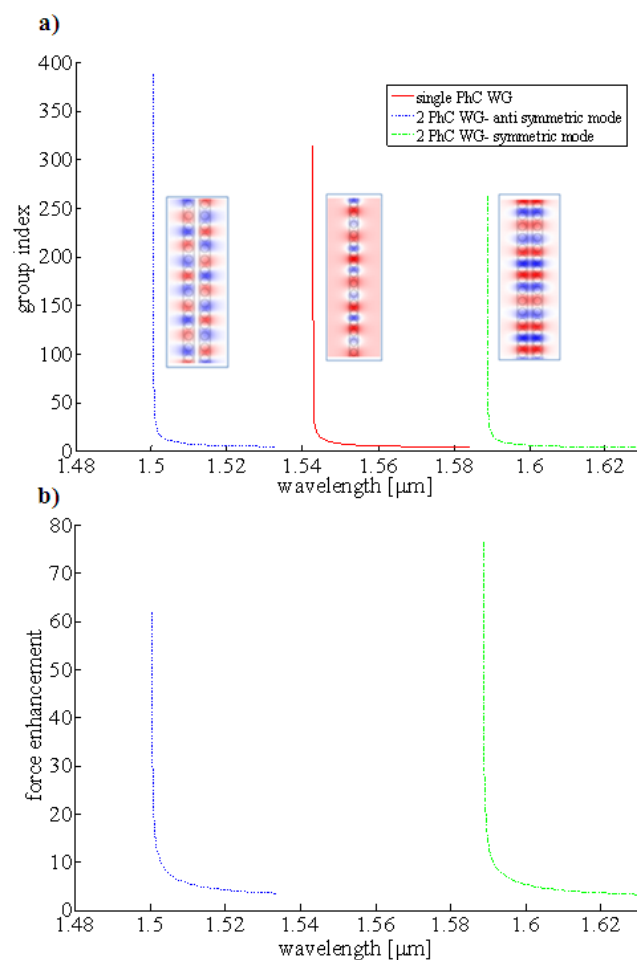 a)
400
350
300
250
200
150
100
50
0
group index
single PhC WG
2 PhC WG- anti symmetric mode
2 PhC WG- symmetric mode
1.48 1.5 1.52 1.54 1.56 1.58 1.6 1.62
wavelength [µm]
b)
80
70
60
50
40
30
20
10
0
force enhancement
1.48 1.5 1.52 1.54 1.56 1.58 1.6 1.62
wavelength [µm]